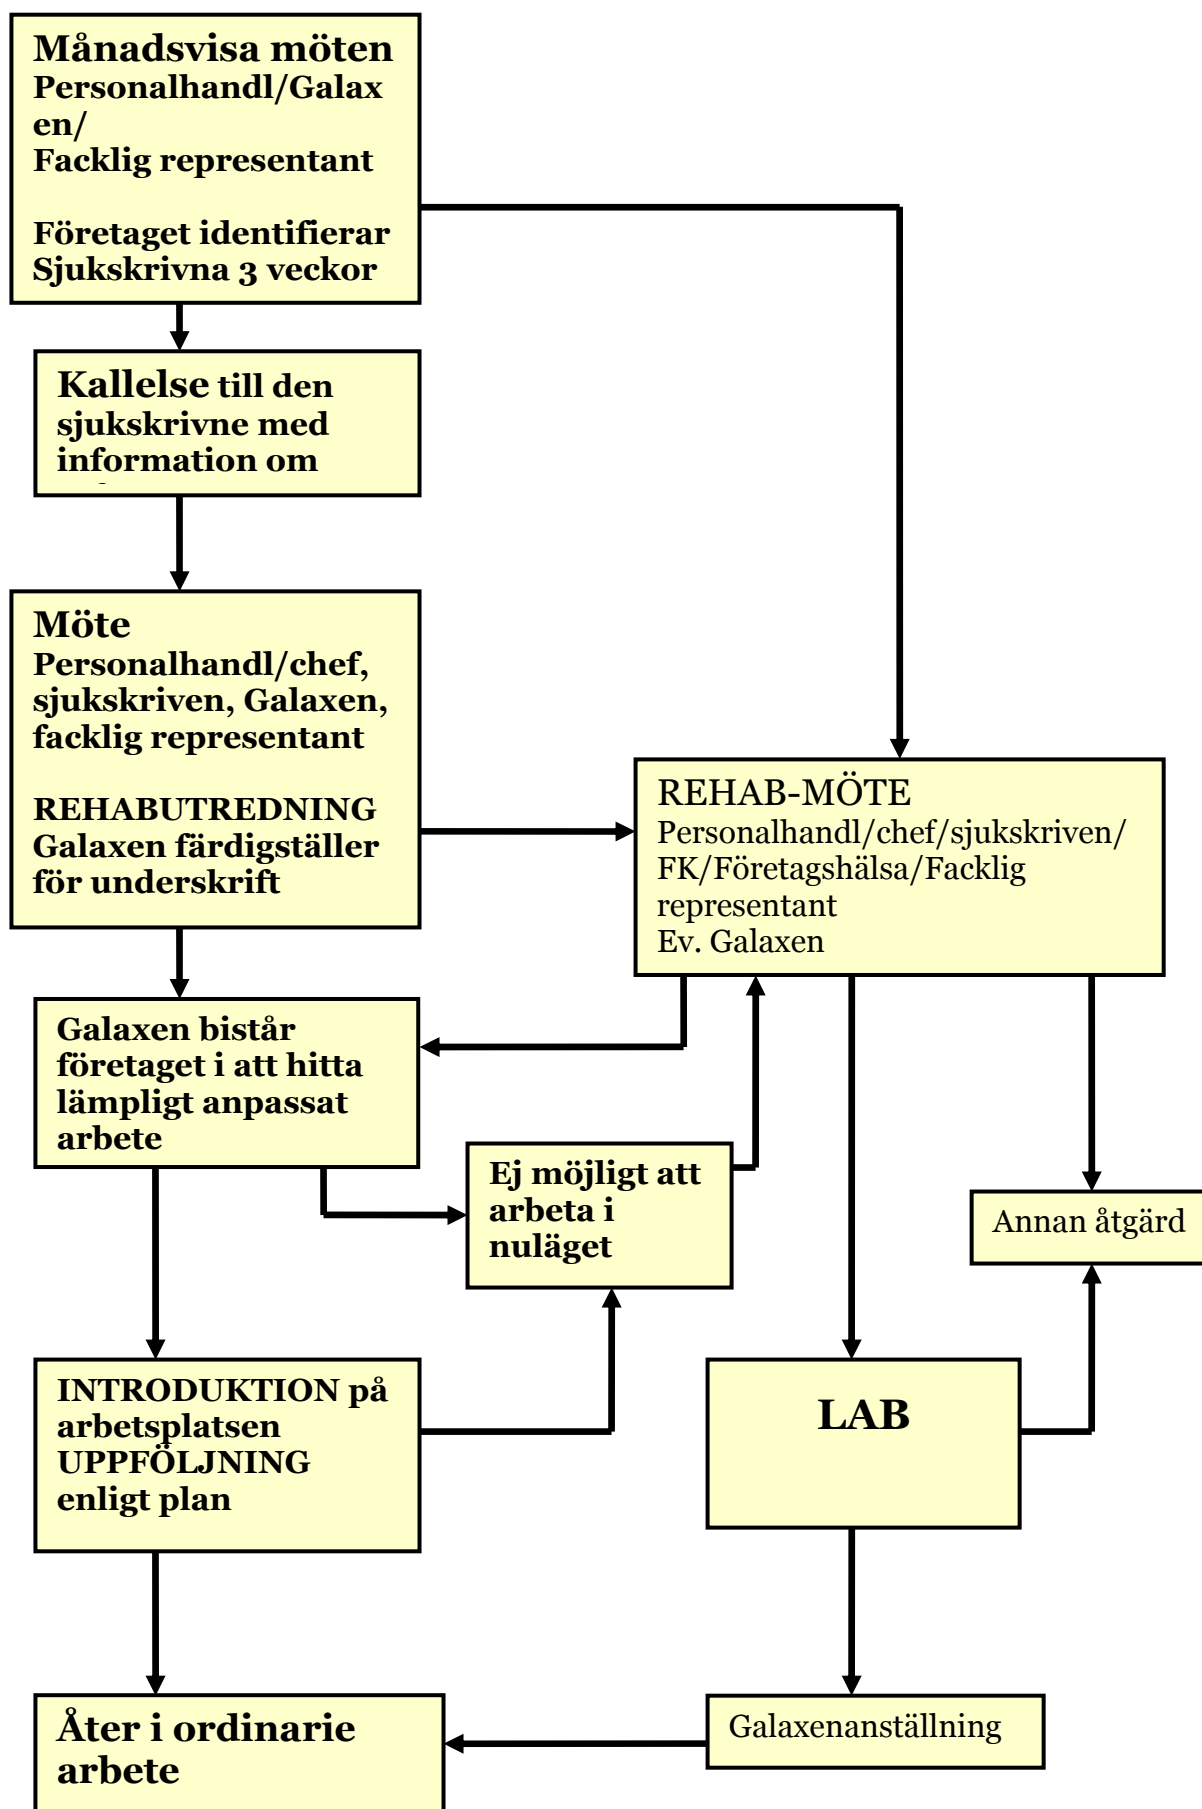 Månadsvisa möten
Personalhandl/Galax
en/
Facklig representant
Företaget identifierar
Sjukskrivna 3 veckor
Kallelse till den
sjukskrivne med
information om
Möte
Personalhandl/chef,
sjukskriven, Galaxen,
facklig representant
REHABUTREDNING
Galaxen färdigställer
för underskrift
REHAB-MÖTE
Personalhandl/chef/sjukskriven/
FK/Företagshälsa/Facklig
representant
Ev. Galaxen
Galaxen bistår
företaget i att hitta
lämpligt anpassat
arbete
Ej möjligt att
arbeta i
nuläget
Annan åtgärd
INTRODUKTION på
arbetsplatsen
UPPFÖLJNING
enligt plan
LAB
Åter i ordinarie
arbete
Galaxenanställning